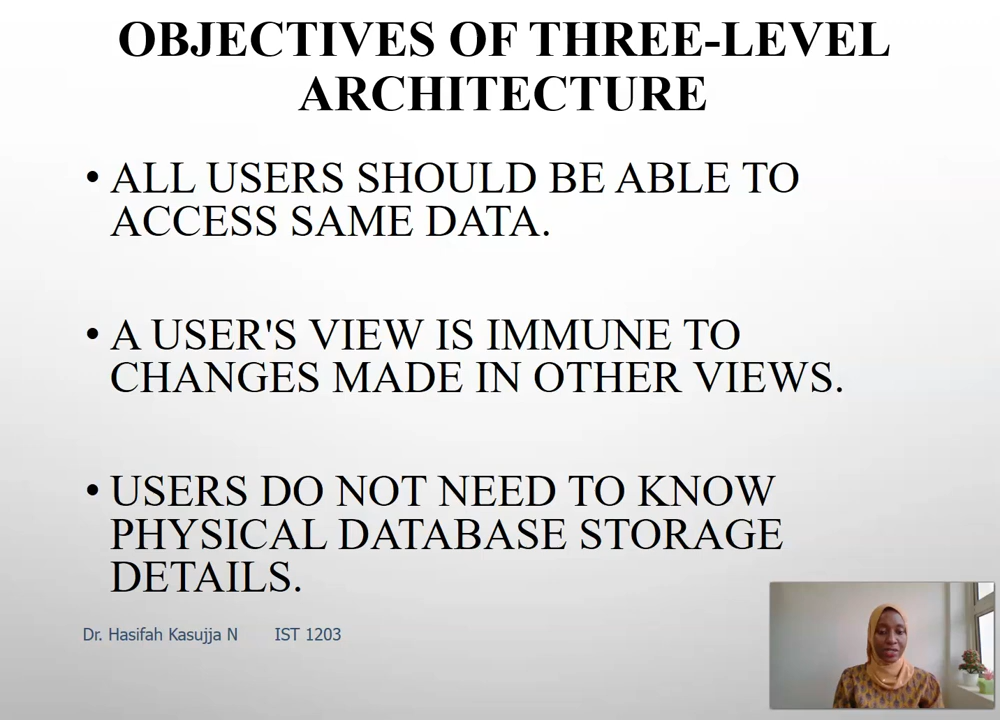 OBJECTIVES OF THREE-LEVEL
ARCHITECTURE
• ALL USERS SHOULD BE ABLE TO
ACCESS SAME DATA.
• A USER'S VIEW IS IMMUNE TO
CHANGES MADE IN OTHER VIEWS.
• USERS DO NOT NEED TO KNOW
PHYSICAL DATABASE STORAGE
DETAILS.
Dr. Hasifah Kasujja N IST 1203